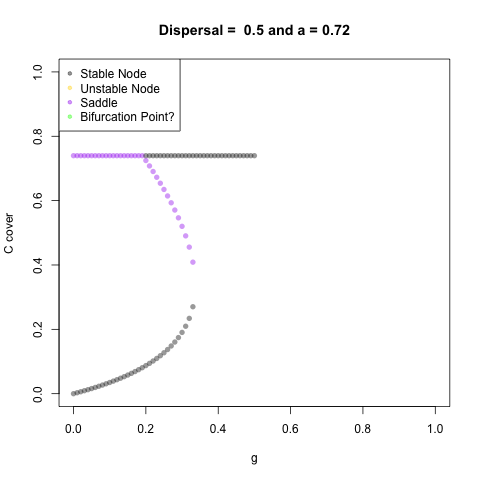 Dispersal =  0.5 and a = 0.72
Stable Node
Unstable Node
Saddle
Bifurcation Point?
C cover
1.0
0.8
0.6
0.4
0.2
0.0
0.0 0.2 0.4 0.6 0.8 1.0
g